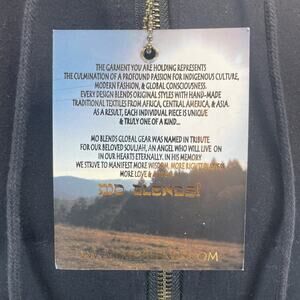 THE GARMENT YOU ARE HOLDING REPRESENTS
THE CULMINATION OF A PROFOUND PASSION FOR INDIGENOUS CULTURE,
MODERN FASHION, & GLOBAL CONSCIOUSNESS.
EVERY DESIGN BLENDS ORIGINAL STYLES WITH HAND-MADE
TRADITIONAL TEXTILES FROM AFRICA, CENTRAL AMERICA, & ASIA.
AS A RESULT, EACH INDIVIDUAL PIECE IS UNIQUE
& TRULY ONE OF A KIND...
MO BLENDS GLOBAL GEAR WAS NAMED IN TRIBUTE
FOR OUR BELOVED SOULJAH, AN ANGEL WHO WILL LIVE ON
IN OUR HEARTS ETERNALLY. IN HIS MEMORY
WE STRIVE TO MANIFEST MORE WISDOM, MORE
MORE LOVE &
MO BLENDS!